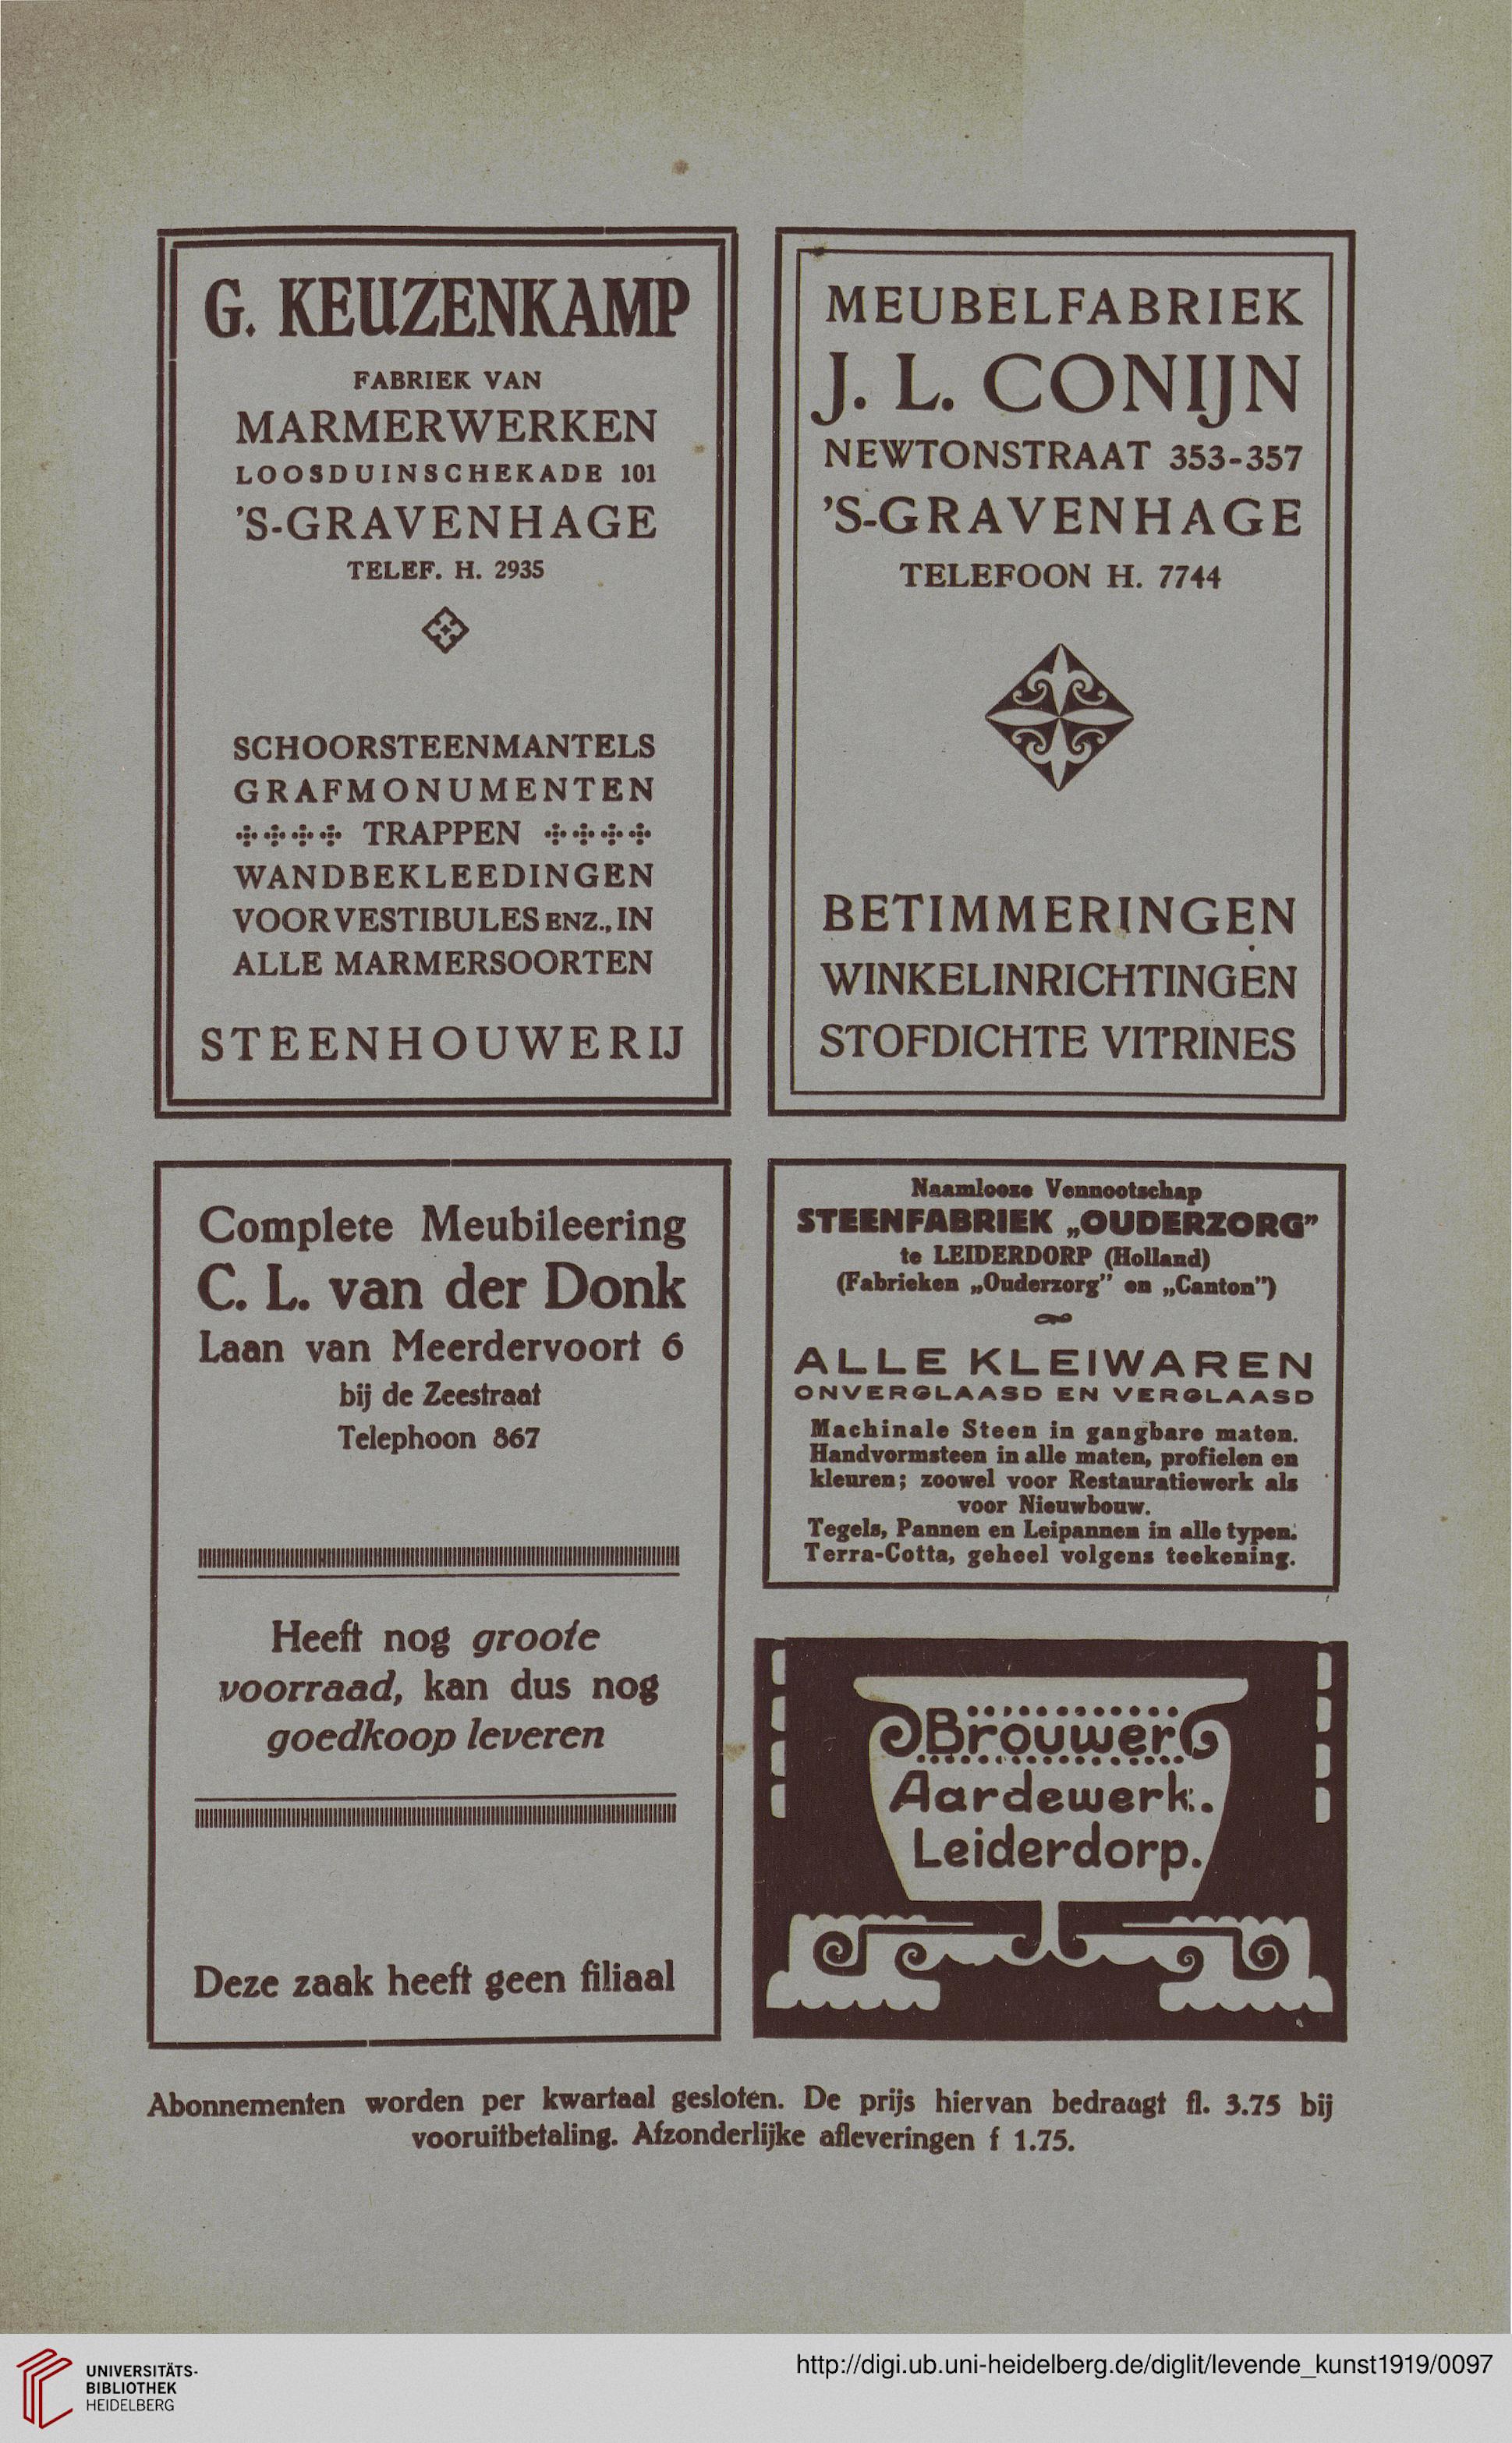 G. KEUZENKAMP
FABRIEK VAN
MARMERWERKEN
LOOSDUINSCHEKADE 101
'S-GRAVENHAGE
TELEF. H. 2935
SCHOORSTEENMANTELS
GRAFMONUMENTEN
TRAPPEN
WANDBEKLEEDINGEN
VOOR VESTIBULES ENZ., IN
ALLE MARMERSOORTEN
STEENHOUWERIJ
MEUBELFABRIEK
J. L. CONIJN
NEWTONSTRAAT 353-357
'S-GRAVENHAGE
TELEFOON H. 7744
BETIMMERINGEN
WINKELINRICHTINGEN
STOFDICHTE VITRINES
Complete Meubileering
C. L. van der Donk
Laan van Meerdervoort 6
bij de Zeestraat
Telephoon 867
Heeft nog groote
voorraad, kan dus nog
goedkoop leveren
Deze zaak heeft geen filiaal
Naamlooze Vennootschap
STEENFABRIEK „OUDERZORG”
te LEIDERDORP (Holland)
(Fabrieken „Ouderzorg” en „Canton”)
ALLE KLEIWAREN
ONVERGLAASD EN VERGLAASD
Machinale Steen in gangbare maten.
Handvormsteen in alle maten, profielen en
kleuren; zoowel voor Restauratiewerk als
voor Nieuwbouw.
Tegels, Pannen en Leipannen in alle typen.
Terra-Cotta, geheel volgens teekening.
Brouwer
Aardewerk.
Leiderdorp.
Abonnementen worden per kwartaal gesloten. De prijs hiervan bedraagt fl. 3.75 bij
vooruitbetaling. Afzonderlijke afleveringen f 1.75.
UNIVERSITÄTS-
BIBLIOTHEK
HEIDELBERG
http://digi.ub.uni-heidelberg.de/diglit/levende_kunst1919/0097